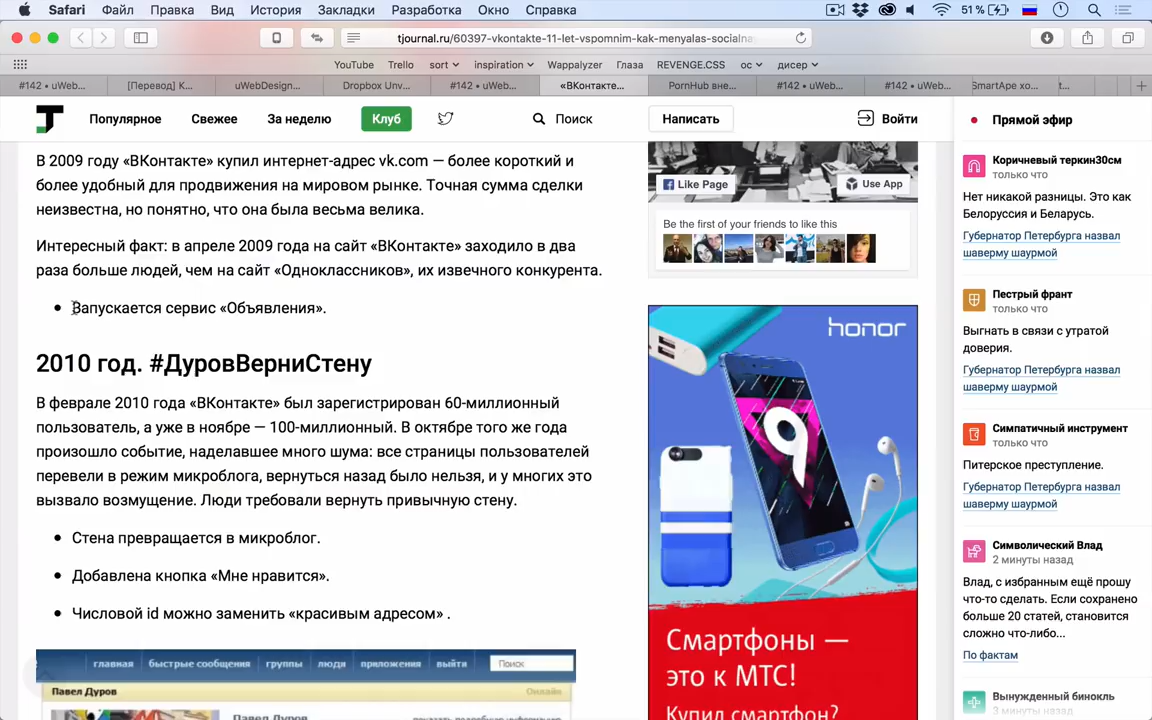 Safari Файл Правка Вид История Закладки Разработка Окно Справка 51 %
tjournal.ru/60397-vkontakte-11-let-vspomnim-kak-menyalas-socialna
YouTube Trello sort inspiration Wappalyzer Глаза REVENGE.CSS ос дисер
#142 • uWeb... [Перевод] К... uWebDesign... Dropbox Unv... #142 • uWeb... «ВКонтакте... PornHub вне... #142 • uWeb... #142 • uWeb... SmartApe хо... t...
Популярное Свежее За неделю Клуб Поиск Написать Войти
Прямой эфир
В 2009 году «ВКонтакте» купил интернет-адрес vk.com — более короткий и
более удобный для продвижения на мировом рынке. Точная сумма сделки
неизвестна, но понятно, что она была весьма велика.
Интересный факт: в апреле 2009 года на сайт «ВКонтакте» заходило в два
раза больше людей, чем на сайт «Одноклассников», их извечного конкурента.
• Запускается сервис «Объявления».
2010 год. #ДуровВерниСтену
В феврале 2010 года «ВКонтакте» был зарегистрирован 60-миллионный
пользователь, а уже в ноябре — 100-миллионный. В октябре того же года
произошло событие, наделавшее много шума: все страницы пользователей
перевели в режим микроблога, вернуться назад было нельзя, и у многих это
вызвало возмущение. Люди требовали вернуть привычную стену.
• Стена превращается в микроблог.
• Добавлена кнопка «Мне нравится».
• Числовой id можно заменить «красивым адресом» .
главная быстрые сообщения группы люди приложения выйти Поиск
Павел Дуров Онлайн
Павел Дуров показать подобную информацию
Like Page Use App
Be the first of your friends to like this
honor
9
Смартфоны —
это к МТС!
Купил смартфон?
Коричневый теркин30см
только что
Нет никакой разницы. Это как
Белоруссия и Беларусь.
Губернатор Петербурга назвал
шаверму шаурмой
Пестрый франт
только что
Выгнать в связи с утратой
доверия.
Губернатор Петербурга назвал
шаверму шаурмой
Симпатичный инструмент
только что
Питерское преступление.
Губернатор Петербурга назвал
шаверму шаурмой
Символический Влад
2 минуты назад
Влад, с избранным ещё прошу
что-то сделать. Если сохранено
больше 20 статей, становится
сложно что-либо...
По фактам
Вынужденный бинокль
3 минуты назад